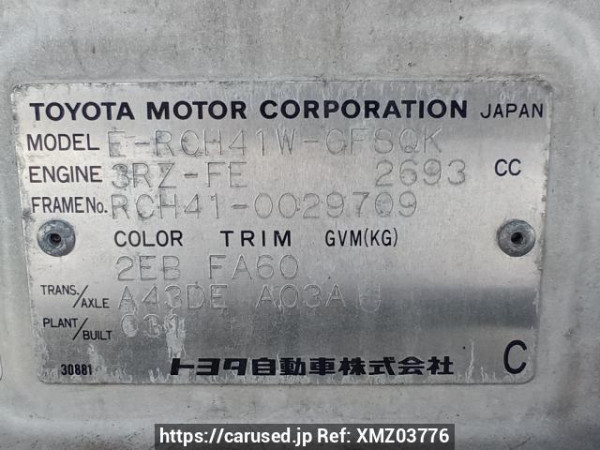 TOYOTA MOTOR CORPORATION JAPAN
MODEL E-RCH41W-GFSQK
ENGINE 3RZ-FE 2693 CC
FRAME No. RCH41-0029709
COLOR TRIM GVM(KG)
2EB FA60
TRANS./AXLE A43DE A03A
PLANT/BUILT
30881 トヨタ自動車株式会社 C
https://carused.jp/ Ref: XMZ03776